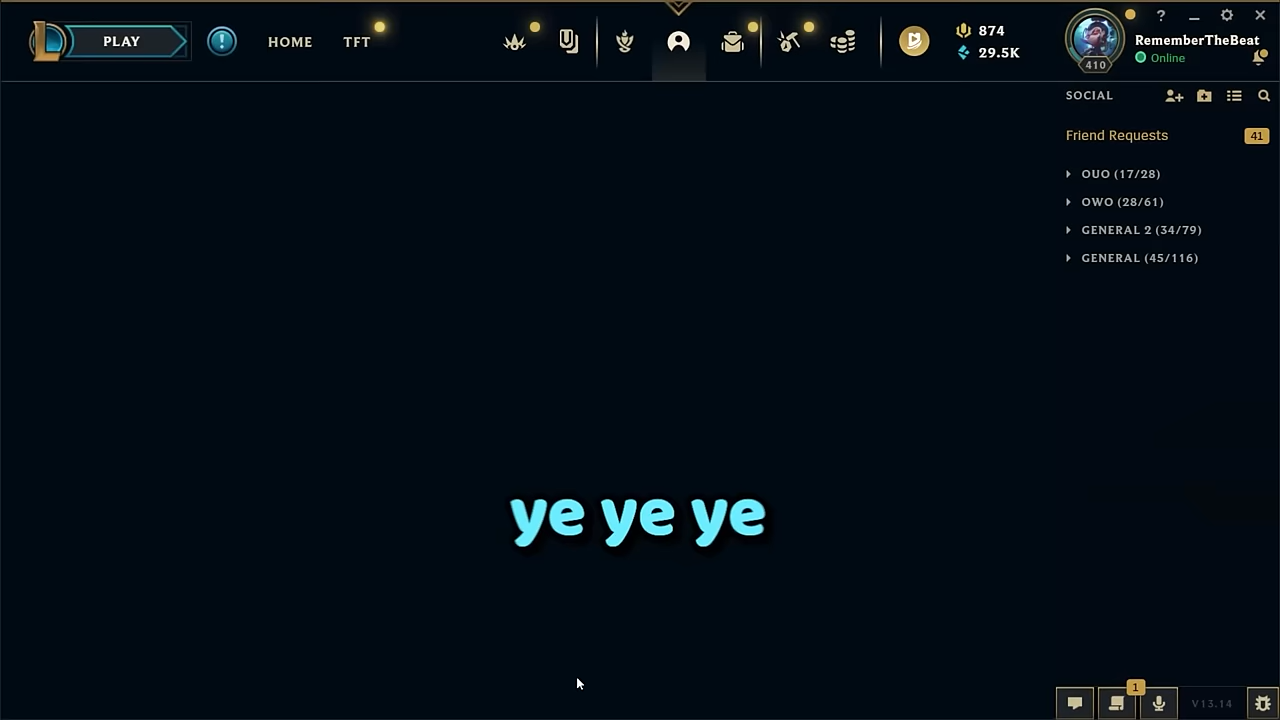 PLAY
HOME
TFT
874
29.5K
410
?
RememberTheBeat
Online
SOCIAL
Friend Requests
41
OUO (17/28)
OWO (28/61)
GENERAL 2 (34/79)
GENERAL (45/116)
ye ye ye
1
V13.14